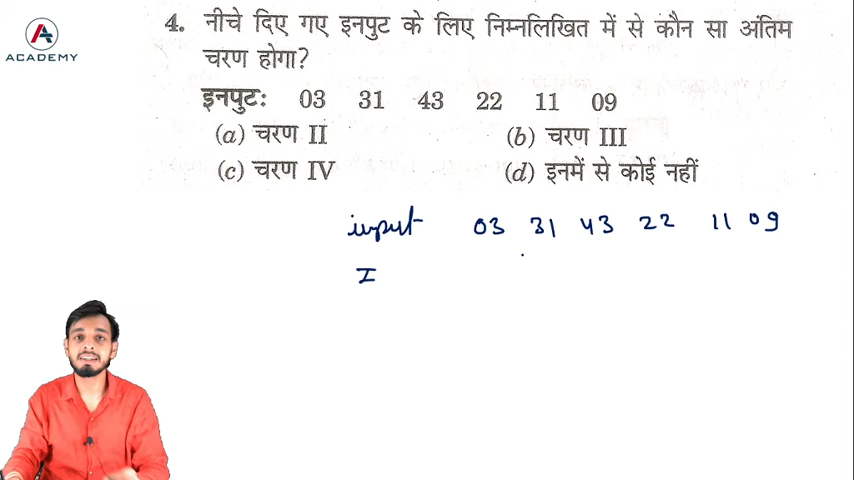 4. नीचे दिए गए इनपुट के लिए निम्नलिखित में से कौन सा अंतिम
चरण होगा?
इनपुटः 03 31 43 22 11 09
(a) चरण II (b) चरण III
(c) चरण IV (d) इनमें से कोई नहीं
input 03 31 43 22 11 09
I
A
ACADEMY